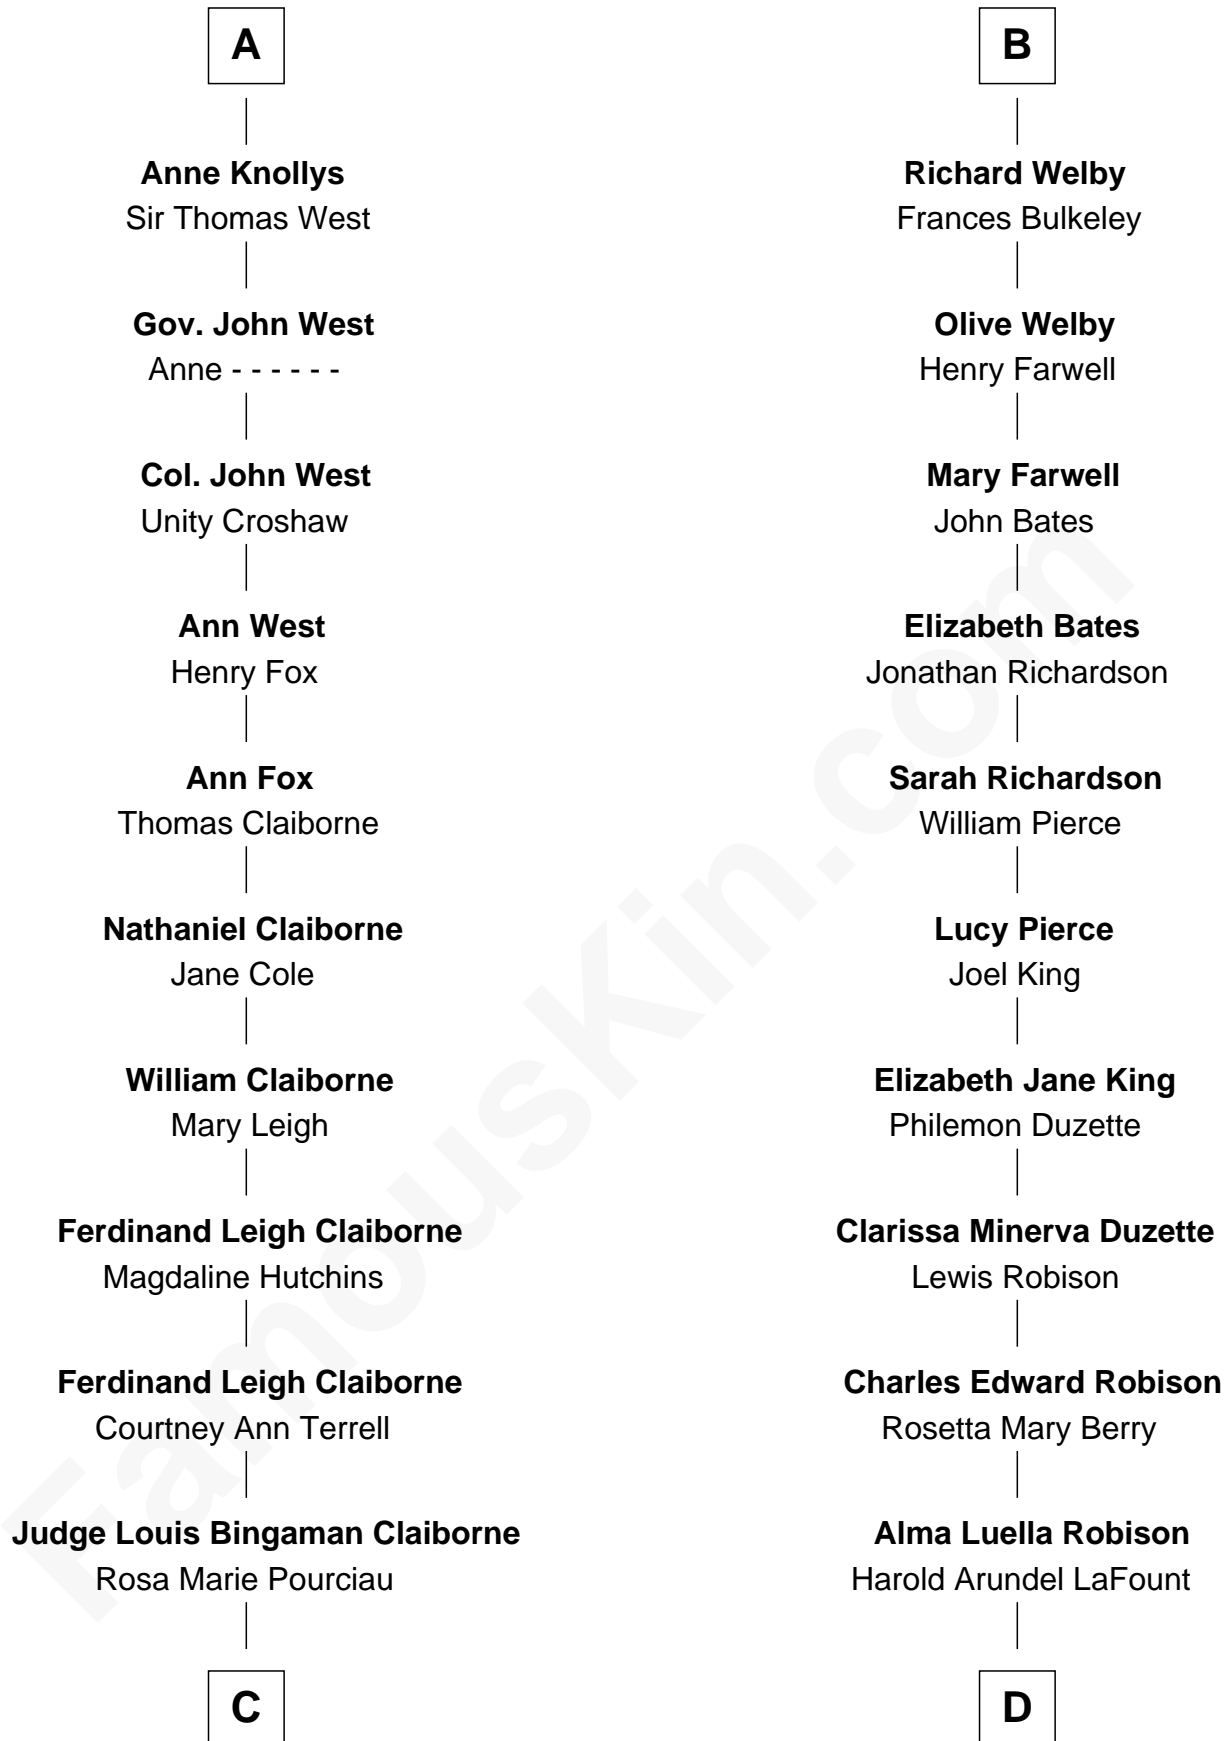 A
Anne Knollys
Sir Thomas West
Gov. John West
Anne - - - - - -
Col. John West
Unity Croshaw
Ann West
Henry Fox
Ann Fox
Thomas Claiborne
Nathaniel Claiborne
Jane Cole
William Claiborne
Mary Leigh
Ferdinand Leigh Claiborne
Magdaline Hutchins
Ferdinand Leigh Claiborne
Courtney Ann Terrell
Judge Louis Bingaman Claiborne
Rosa Marie Pourciau
C
B
Richard Welby
Frances Bulkeley
Olive Welby
Henry Farwell
Mary Farwell
John Bates
Elizabeth Bates
Jonathan Richardson
Sarah Richardson
William Pierce
Lucy Pierce
Joel King
Elizabeth Jane King
Philemon Duzette
Clarissa Minerva Duzette
Lewis Robison
Charles Edward Robison
Rosetta Mary Berry
Alma Luella Robison
Harold Arundel LaFount
D
FamousKin.com